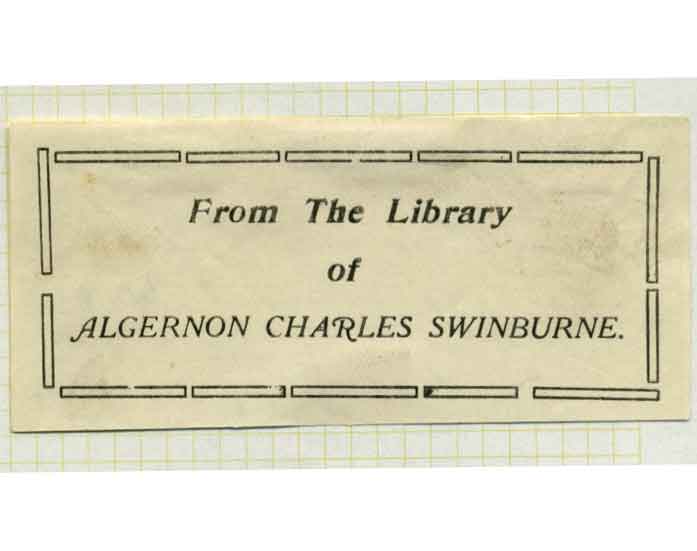 From The Library
of
ALGERNON CHARLES SWINBURNE.